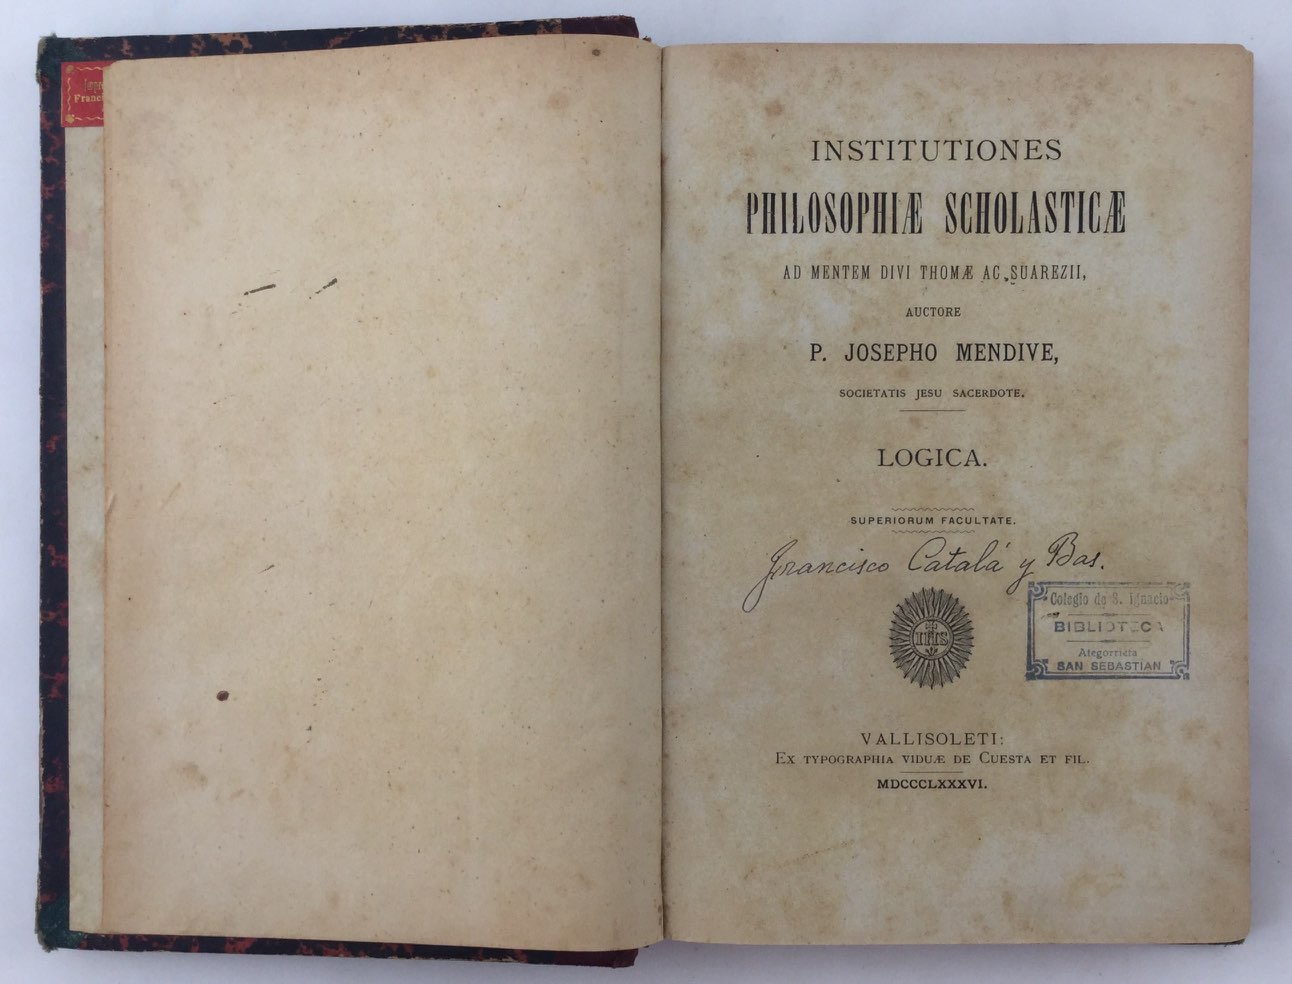 Franci
INSTITUTIONES
PHILOSOPHIÆ SCHOLASTICÆ
AD MENTEM DIVI THOMÆ AC SUAREZII,
AUCTORE
P. JOSEPHO MENDIVE,
SOCIETATIS JESU SACERDOTE.
LOGICA.
SUPERIORUM FACULTATE.
Francisco Catalá y Bas.
IHS
Colegio de S. Ignacio
BIBLIOTECA
Ategorrieta
SAN SEBASTIAN
VALLISOLETI:
EX TYPOGRAPHIA VIDUÆ DE CUESTA ET FIL.
MDCCCLXXXVI.